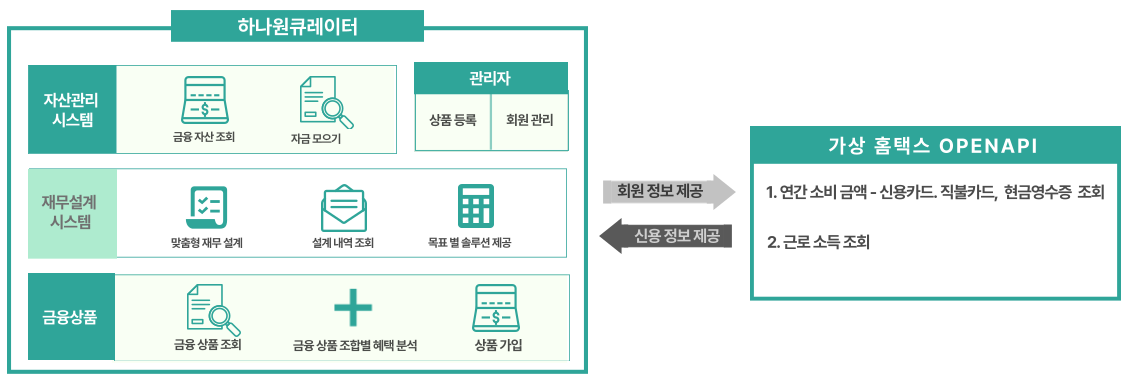 하나원큐레이터
자산관리
시스템
금융 자산 조회
자금 모으기
관리자
상품 등록
회원 관리
재무설계
시스템
맞춤형 재무 설계
설계 내역 조회
목표 별 솔루션 제공
금융상품
금융 상품 조회
금융 상품 조합별 혜택 분석
상품 가입
회원 정보 제공
신용 정보 제공
가상 홈택스 OPENAPI
1. 연간 소비 금액 - 신용카드. 직불카드, 현금영수증 조회
2. 근로 소득 조회